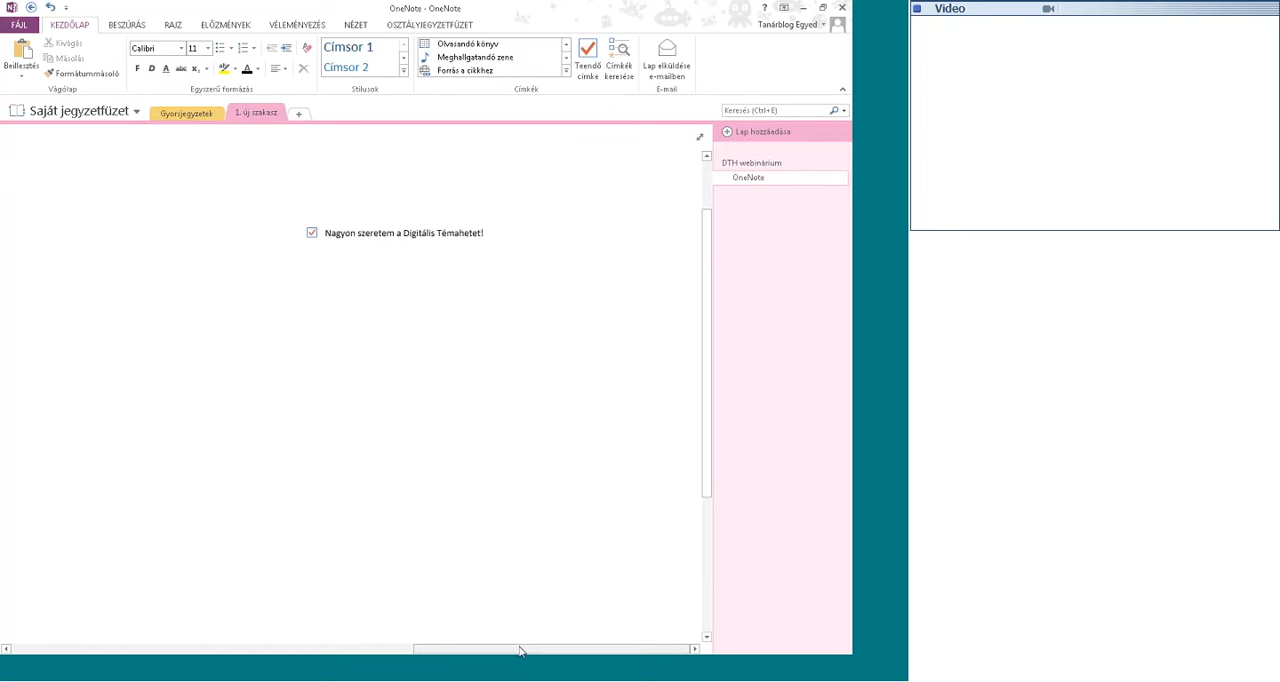 OneNote - OneNote
Video
FÁJL KEZDŐLAP BESZÚRÁS RAJZ ELŐZMÉNYEK VÉLEMÉNYEZÉS NÉZET OSZTÁLYJEGYZETFÜZET
Tanárblog Egyed
Beillesztés
Kivágás
Másolás
Formátummásoló
Vágólap
Calibri 11
F D A abc x
Egyszerű formázás
Címsor 1
Címsor 2
Stílusok
Olvasandó könyv
Meghallgatandó zene
Forrás a cikkhez
Teendő címke
Címkék keresése
Címkék
Lap elküldése e-mailben
E-mail
Saját jegyzetfüzet
Gyorsjegyzetek
1. új szakasz
Keresés (Ctrl+E)
Lap hozzáadása
DTH webinárium
OneNote
Nagyon szeretem a Digitális Témahetet!